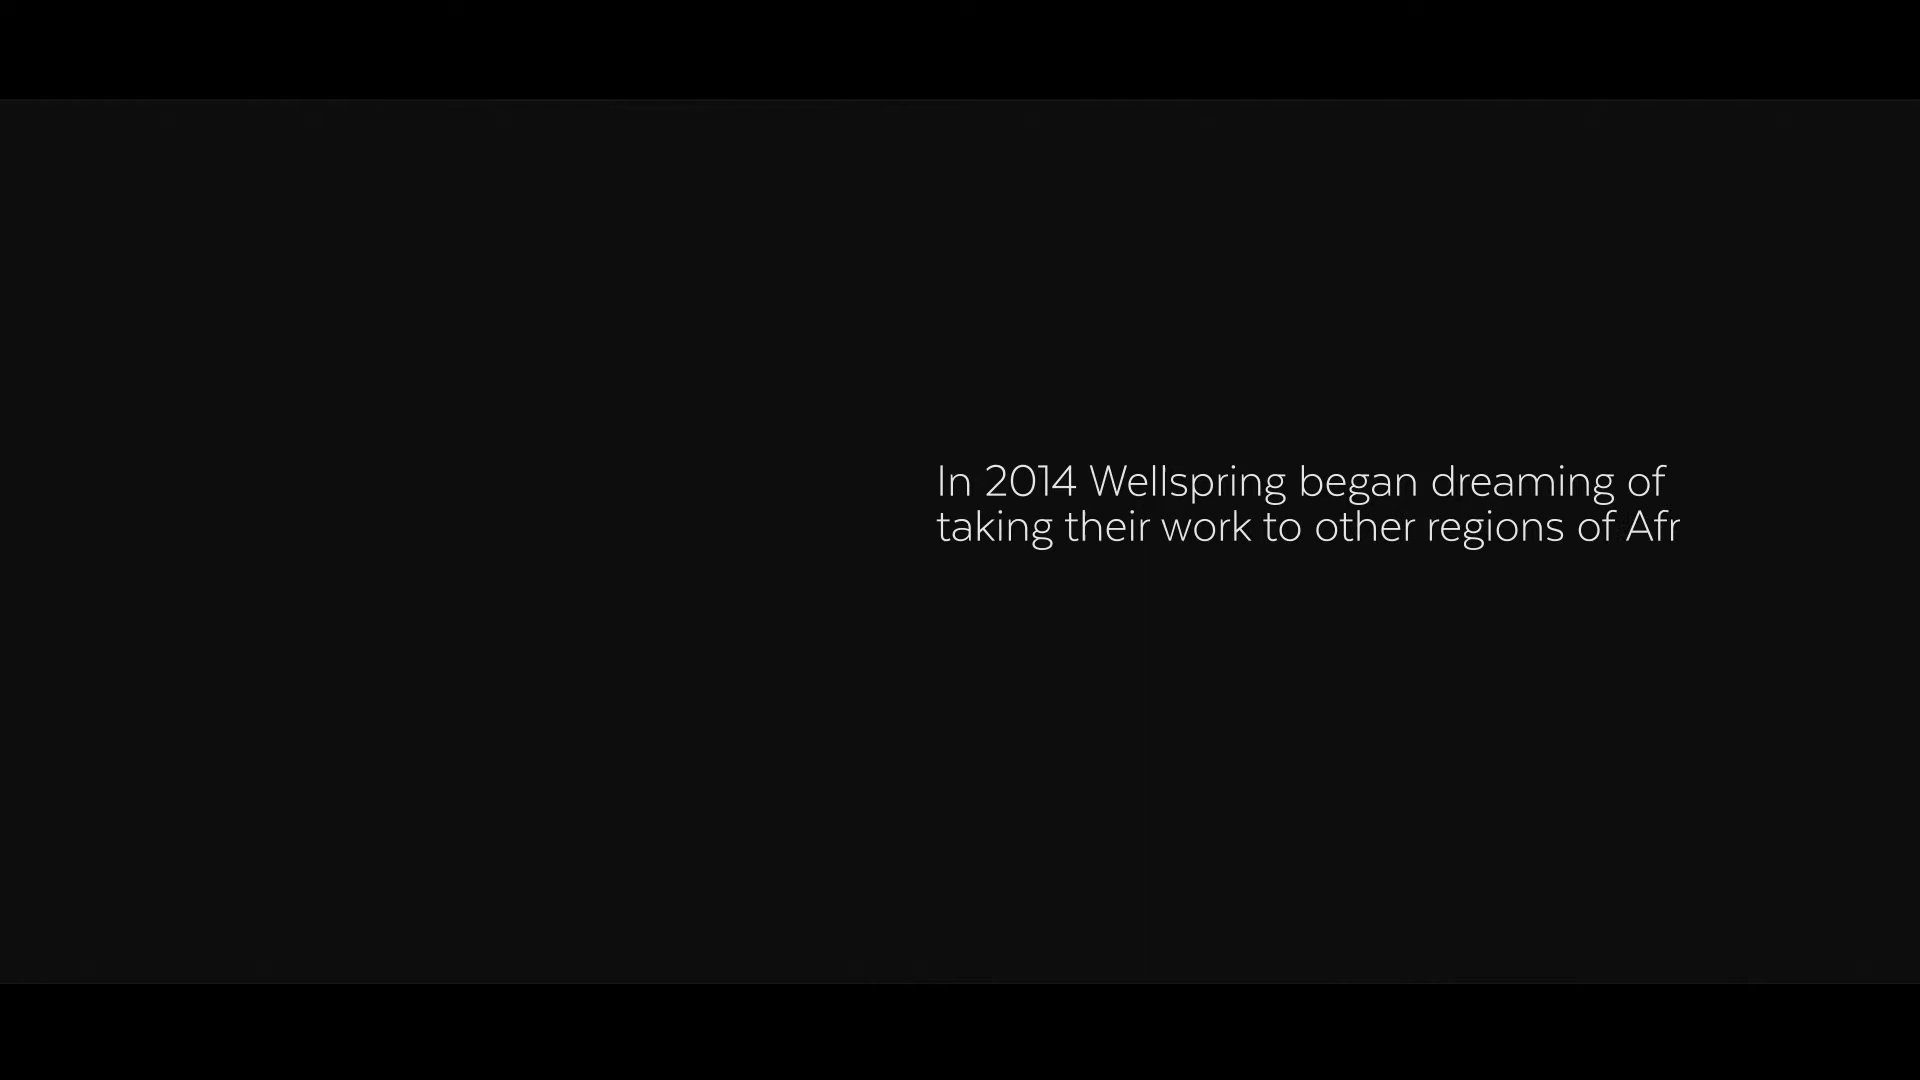 In 2014 Wellspring began dreaming of
taking their work to other regions of Afr